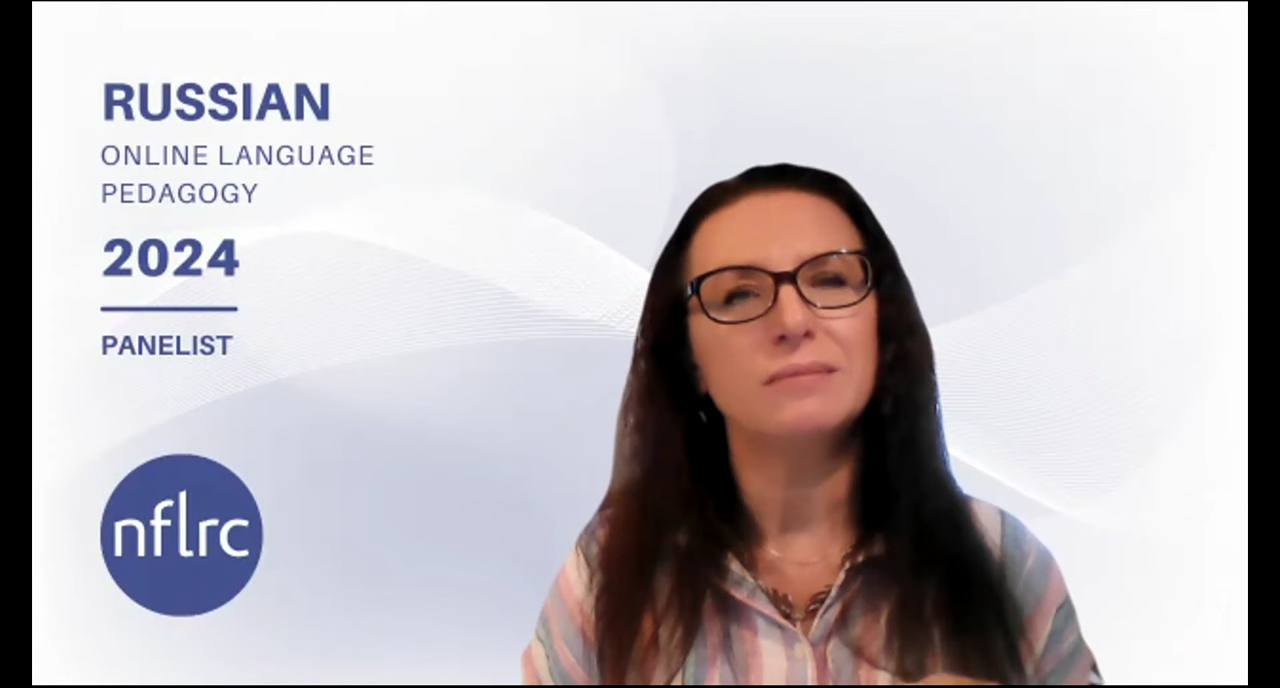 RUSSIAN
ONLINE LANGUAGE
PEDAGOGY
2024
PANELIST
nflrc